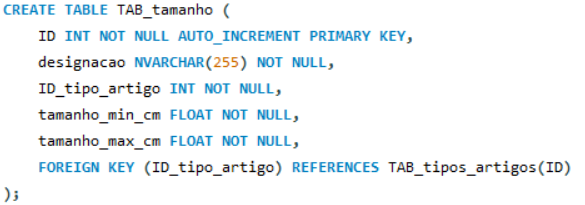 CREATE TABLE TAB_tamanho (
    ID INT NOT NULL AUTO_INCREMENT PRIMARY KEY,
    designacao NVARCHAR(255) NOT NULL,
    ID_tipo_artigo INT NOT NULL,
    tamanho_min_cm FLOAT NOT NULL,
    tamanho_max_cm FLOAT NOT NULL,
    FOREIGN KEY (ID_tipo_artigo) REFERENCES TAB_tipos_artigos(ID)
);